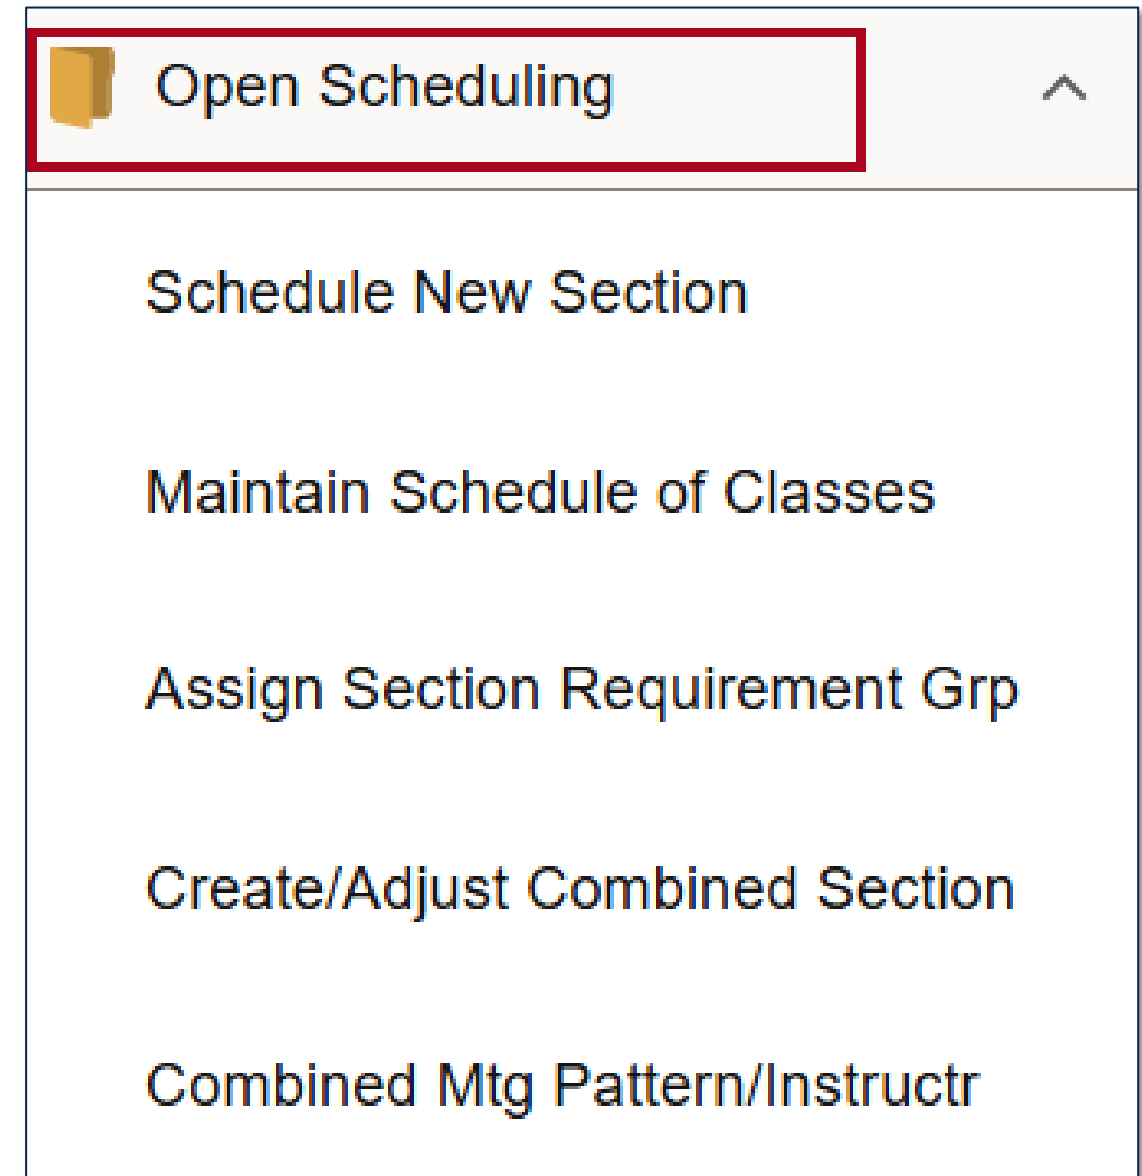 Open Scheduling
Schedule New Section
Maintain Schedule of Classes
Assign Section Requirement Grp
Create/Adjust Combined Section
Combined Mtg Pattern/Instructr